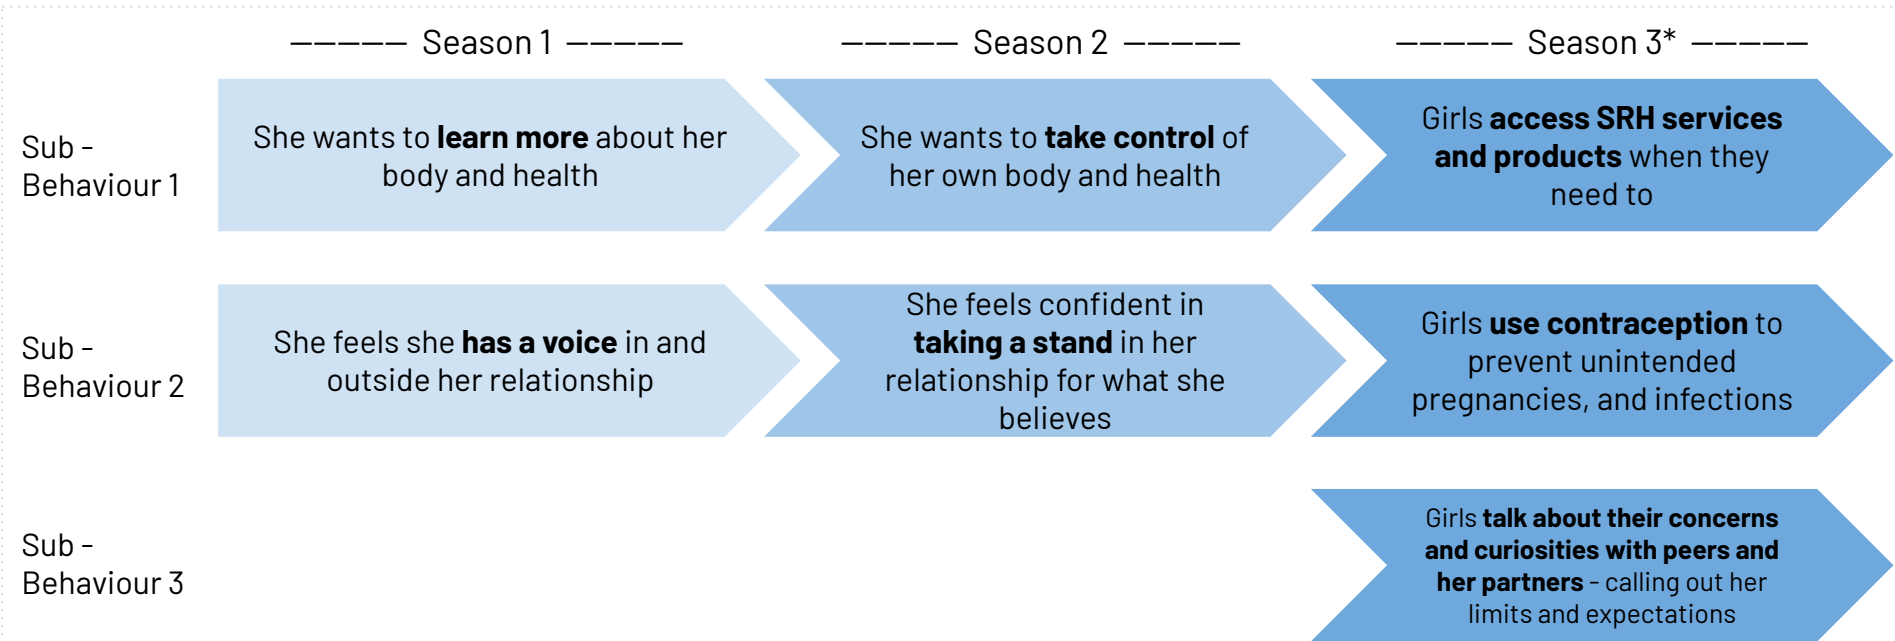 ————— Season 1 —————
————— Season 2 —————
————— Season 3* —————
Sub -
Behaviour 1
She wants to learn more about her
body and health
She wants to take control of
her own body and health
Girls access SRH services
and products when they
need to
Sub -
Behaviour 2
She feels she has a voice in and
outside her relationship
She feels confident in
taking a stand in her
relationship for what she
believes
Girls use contraception to
prevent unintended
pregnancies, and infections
Sub -
Behaviour 3
Girls talk about their concerns
and curiosities with peers and
her partners - calling out her
limits and expectations